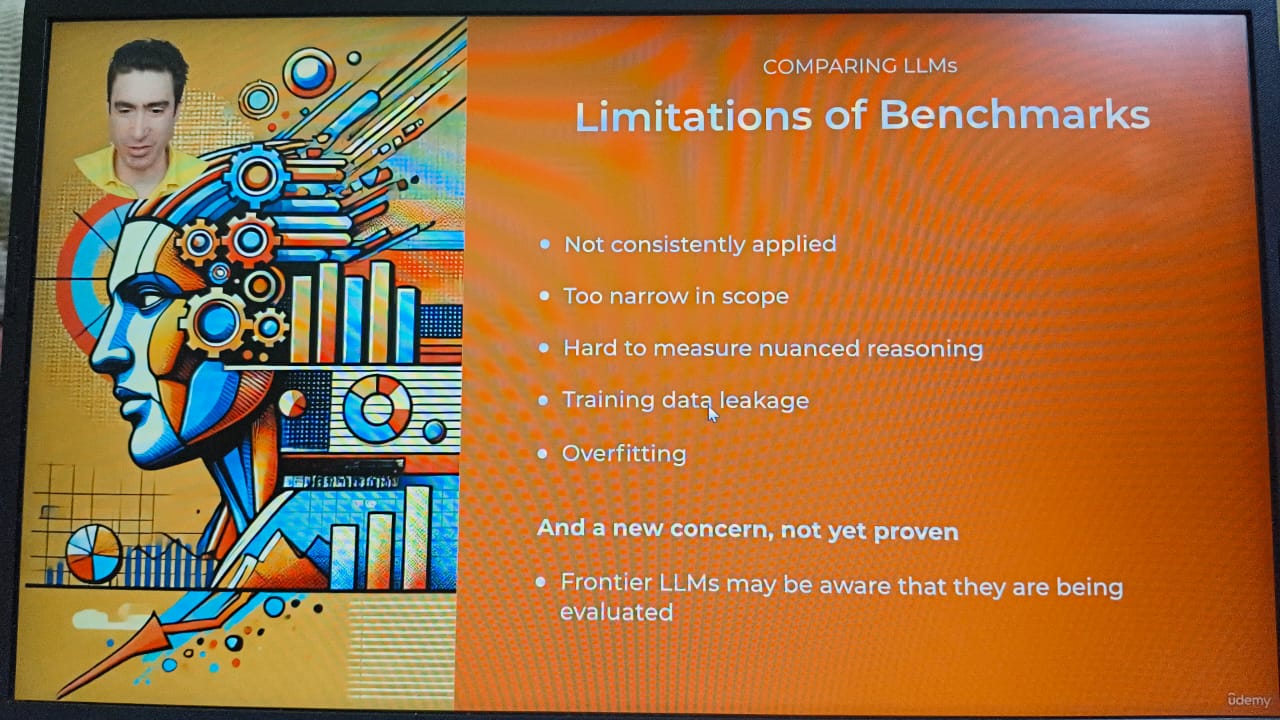 COMPARING LLMs
Limitations of Benchmarks
• Not consistently applied
• Too narrow in scope
• Hard to measure nuanced reasoning
• Training data leakage
• Overfitting
And a new concern, not yet proven
• Frontier LLMs may be aware that they are being
evaluated
udemy